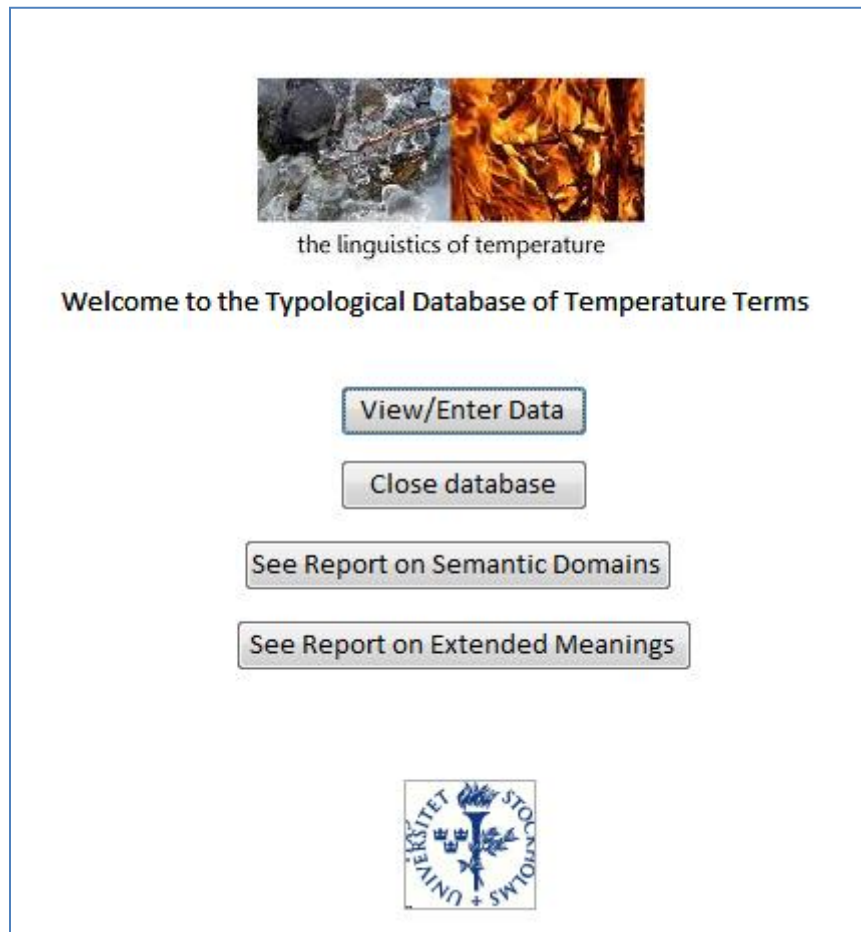 the linguistics of temperature
Welcome to the Typological Database of Temperature Terms
View/Enter Data
Close database
See Report on Semantic Domains
See Report on Extended Meanings
STOCKHOLMS UNIVERSITET